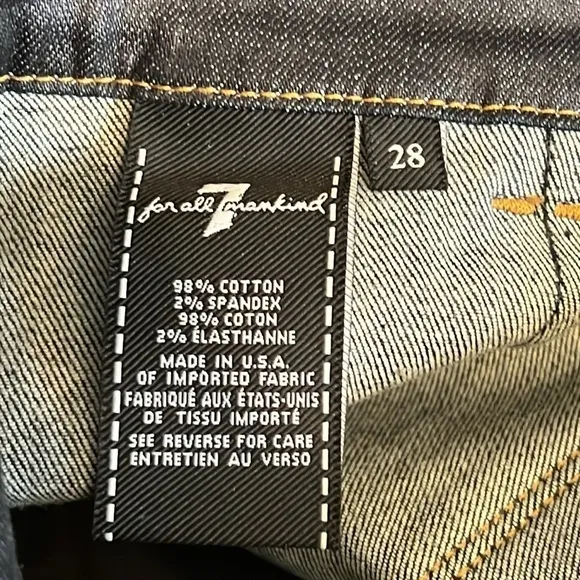 for all 7 mankind
28
98% COTTON
2% SPANDEX
98% COTON
2% ÉLASTHANNE
MADE IN U.S.A.
OF IMPORTED FABRIC
FABRIQUÉ AUX ÉTATS-UNIS
DE TISSU IMPORTÉ
SEE REVERSE FOR CARE
ENTRETIEN AU VERSO